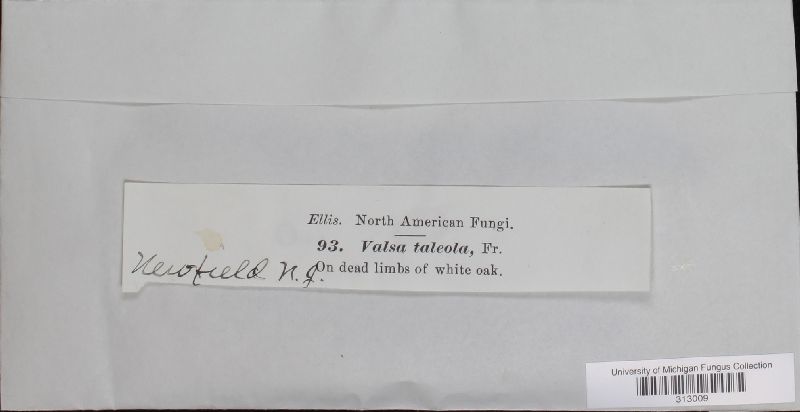 Ellis. North American Fungi.
93. Valsa taleola, Fr.
Newfield N.J. On dead limbs of white oak.
University of Michigan Fungus Collection
313009